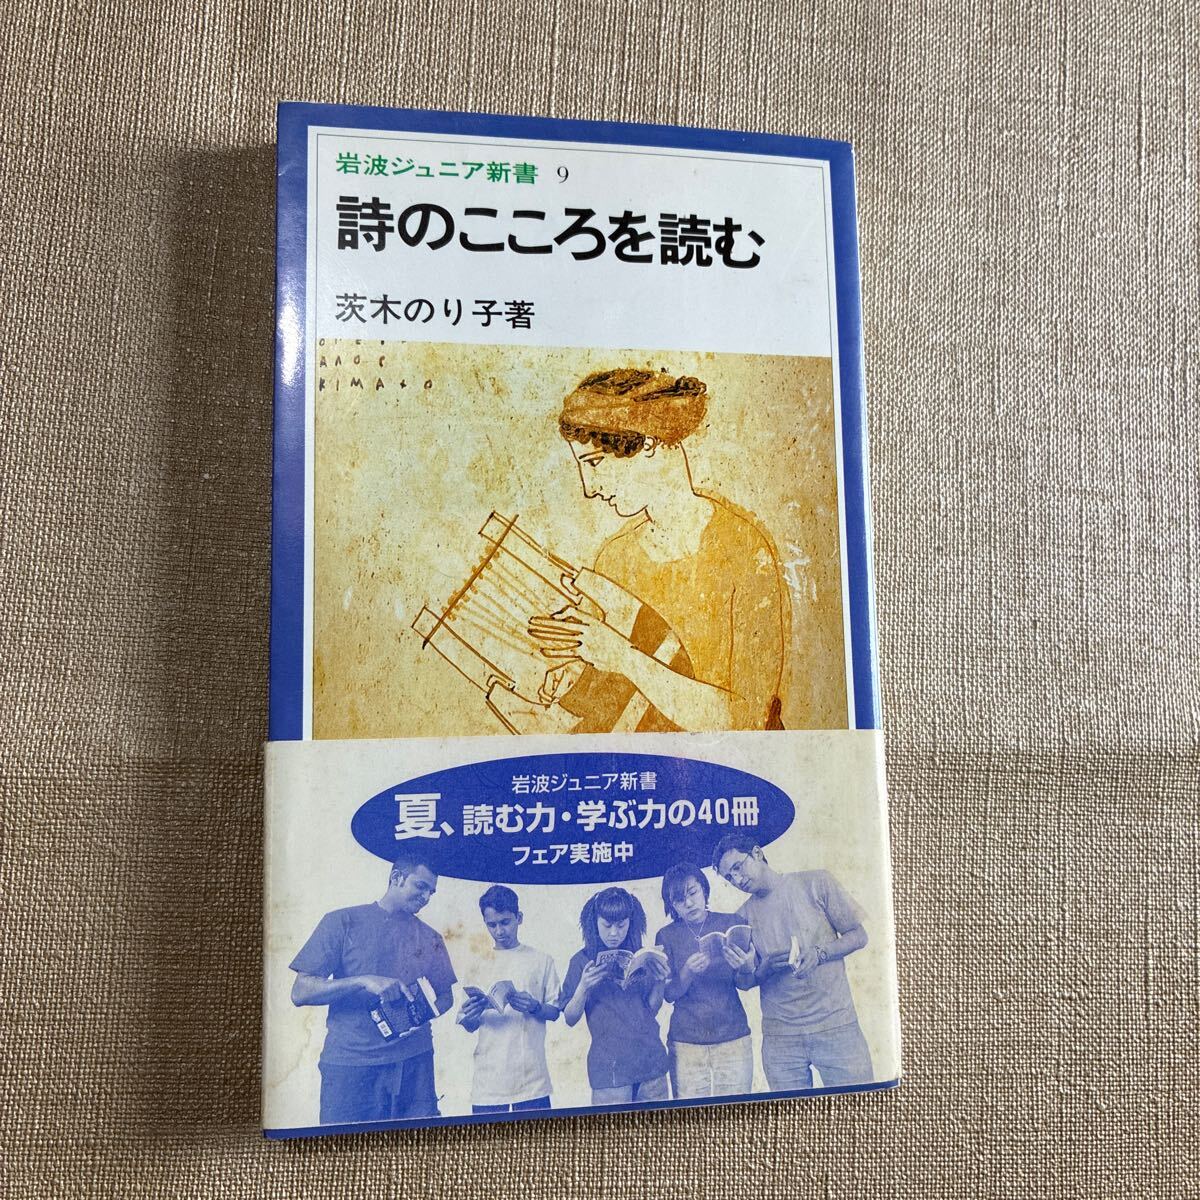 岩波ジュニア新書 9
詩のこころを読む
茨木のり子著
ΑΛΟΣ
ΚΙΜΑΧΟ
岩波ジュニア新書
夏、読む力・学ぶ力の40冊
フェア実施中